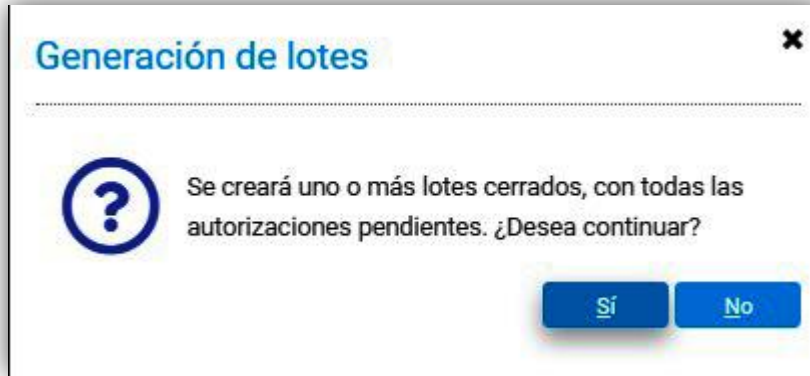 Generación de lotes
Se creará uno o más lotes cerrados, con todas las
autorizaciones pendientes. ¿Desea continuar?
Sí
No